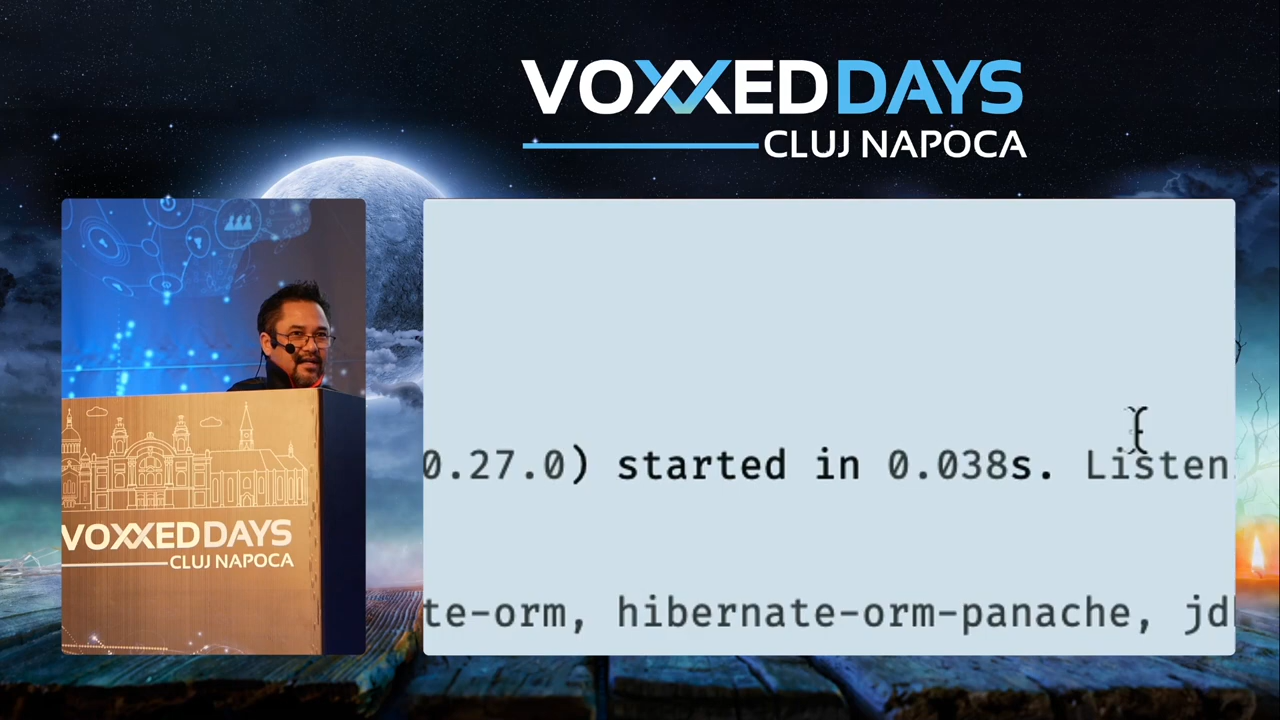 VOXXEDDAYS
CLUJ NAPOCA
VOXXEDDAYS
CLUJ NAPOCA
0.27.0) started in 0.038s. Listen
te-orm, hibernate-orm-panache, jd